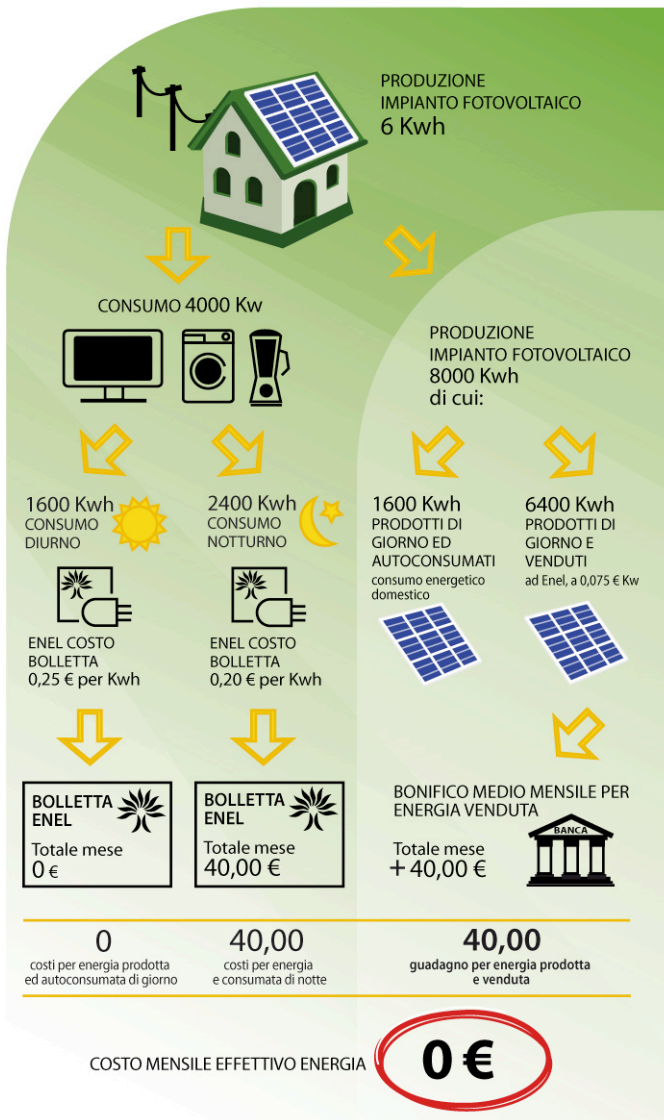 PRODUZIONE
IMPIANTO FOTOVOLTAICO
6 Kwh
CONSUMO 4000 Kw
PRODUZIONE
IMPIANTO FOTOVOLTAICO
8000 Kwh
di cui:
1600 Kwh
CONSUMO
DIURNO
2400 Kwh
CONSUMO
NOTTURNO
1600 Kwh
PRODOTTI DI
GIORNO ED
AUTOCONSUMATI
consumo energetico
domestico
6400 Kwh
PRODOTTI DI
GIORNO E
VENDUTI
ad Enel, a 0,075 € Kw
ENEL COSTO
BOLLETTA
0,25 € per Kwh
ENEL COSTO
BOLLETTA
0,20 € per Kwh
BOLLETTA
ENEL
Totale mese
0 €
BOLLETTA
ENEL
Totale mese
40,00 €
BONIFICO MEDIO MENSILE PER
ENERGIA VENDUTA
Totale mese
+ 40,00 €
BANCA
0
costi per energia prodotta
ed autoconsumata di giorno
40,00
costi per energia
e consumata di notte
40,00
guadagno per energia prodotta
e venduta
COSTO MENSILE EFFETTIVO ENERGIA
0 €